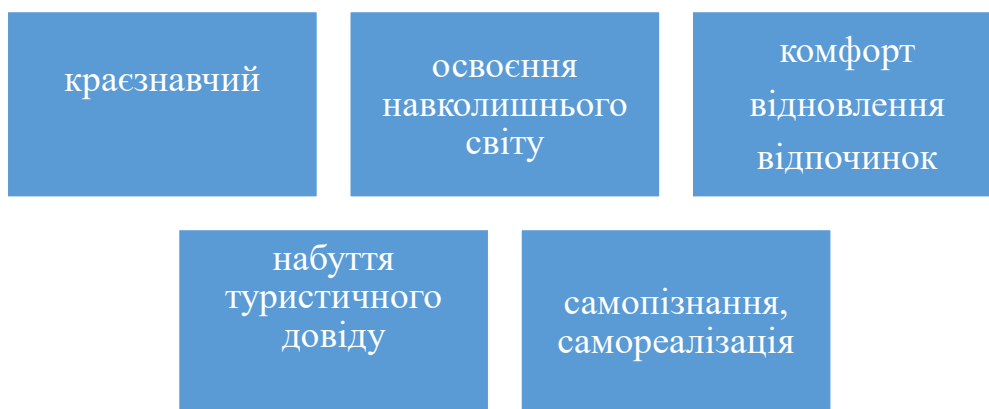 краєзнавчий
освоєння
навколишнього
світу
комфорт
відновлення
відпочинок
набуття
туристичного
довіду
самопізнання,
самореалізація